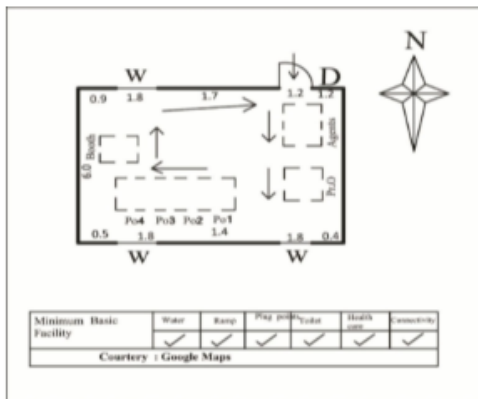 N
W D
0.9 1.8 1.7 1.2 1.2
Booth
Agents
6.0
Pr.O
Po4 Po3 Po2 Po1
0.5 1.8 1.4 1.8 0.4
W W
Minimum Basic Facility
Water Ramp Plug points Toilet Health care Connectivity
Courtery : Google Maps